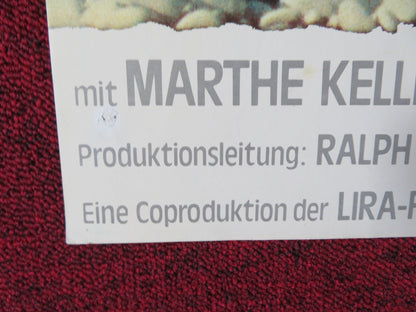 mit MARTHE KELL
Produktionsleitung: RALPH
Eine Coproduktion der LIRA-F